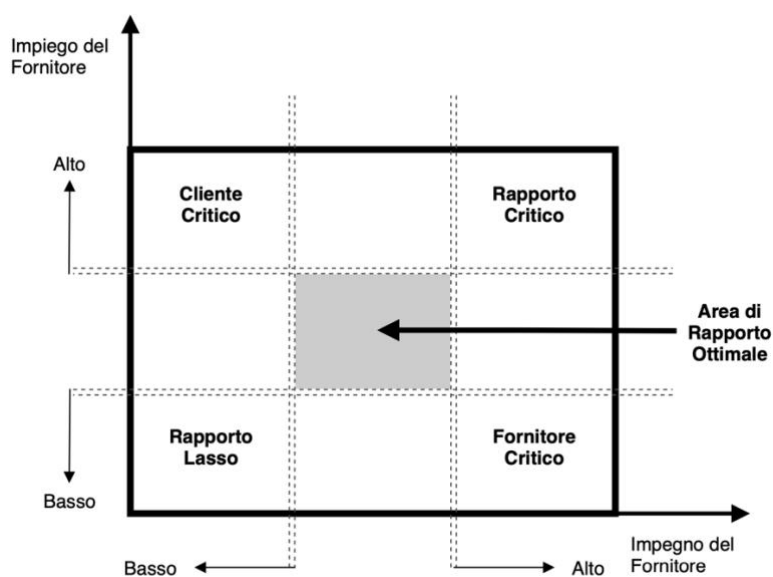 Impiego del
Fornitore
Alto
Cliente
Critico
Rapporto
Critico
Area di
Rapporto
Ottimale
Rapporto
Lasso
Fornitore
Critico
Basso
Impegno del
Fornitore
Basso
Alto